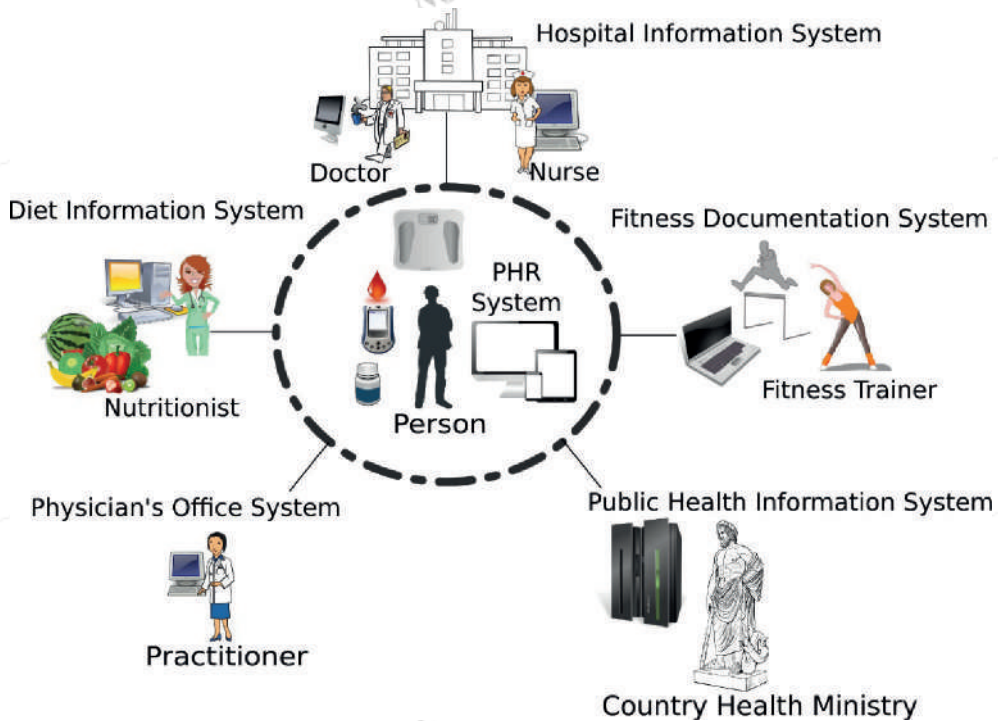 Hospital Information System
Doctor
Nurse
Diet Information System
Fitness Documentation System
PHR
System
Nutritionist
Person
Fitness Trainer
Physician's Office System
Public Health Information System
Practitioner
Country Health Ministry